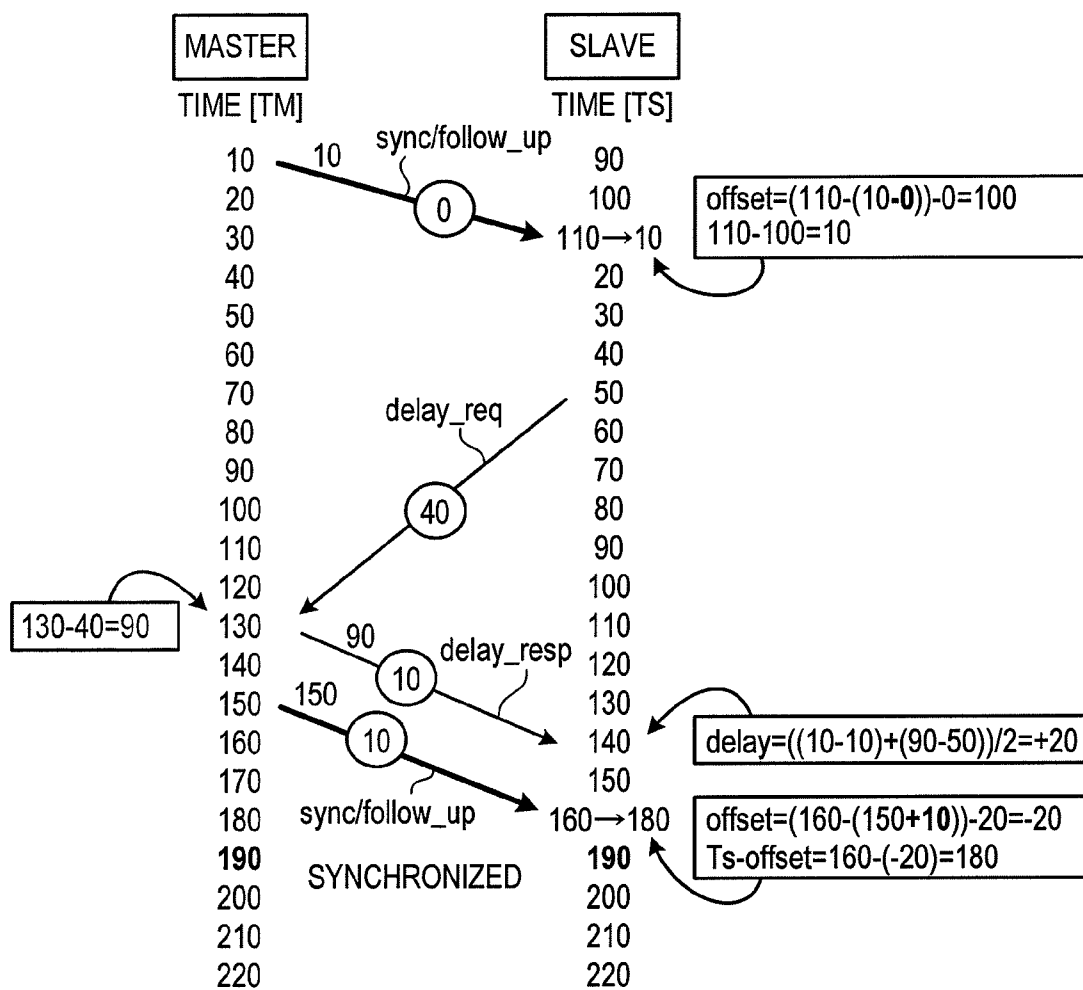 MASTER SLAVE
TIME [TM] TIME [TS]
sync/follow_up
10 10 90
20 0 100 offset=(110-(10-0))-0=100
30 110→10 110-100=10
40 20
50 30
60 40
70 50
delay_req
80 60
90 70
100 40 80
110 90
120 100
130-40=90 130 110
90 delay_resp
140 10 120
150 150 130
160 10 140 delay=((10-10)+(90-50))/2=+20
170 150
sync/follow_up
180 160→180 offset=(160-(150+10))-20=-20
190 190 Ts-offset=160-(-20)=180
SYNCHRONIZED
200 200
210 210
220 220